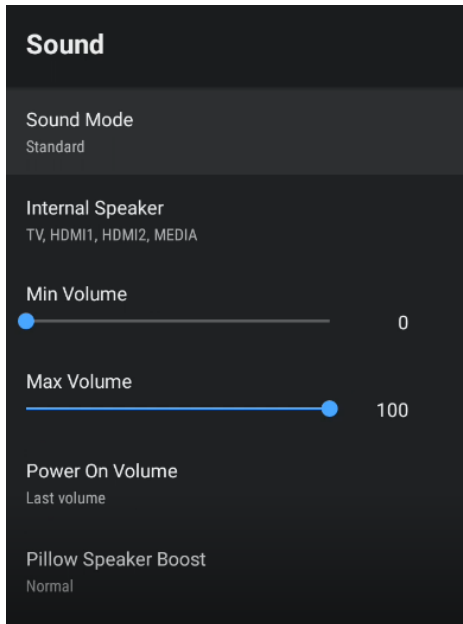 Sound
Sound Mode
Standard
Internal Speaker
TV, HDMI1, HDMI2, MEDIA
Min Volume
0
Max Volume
100
Power On Volume
Last volume
Pillow Speaker Boost
Normal